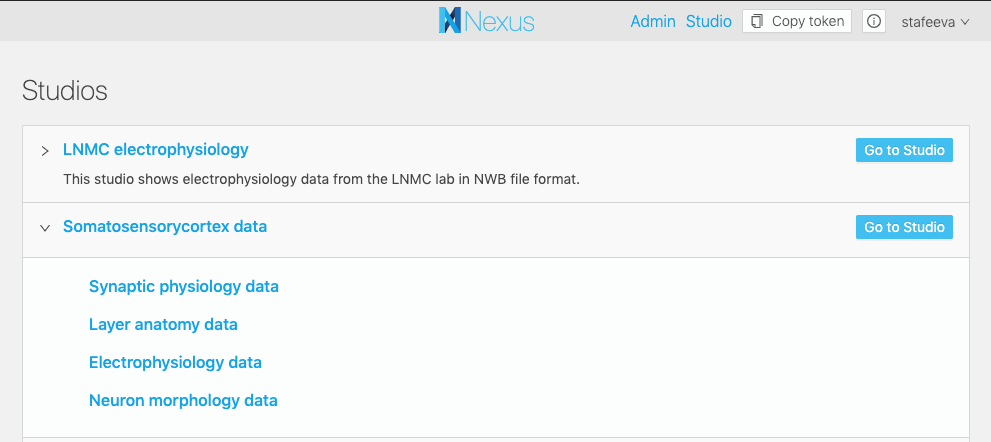 Nexus
Admin Studio Copy token stafeeva
Studios
LNMC electrophysiology
Go to Studio
This studio shows electrophysiology data from the LNMC lab in NWB file format.
Somatosensorycortex data
Go to Studio
Synaptic physiology data
Layer anatomy data
Electrophysiology data
Neuron morphology data